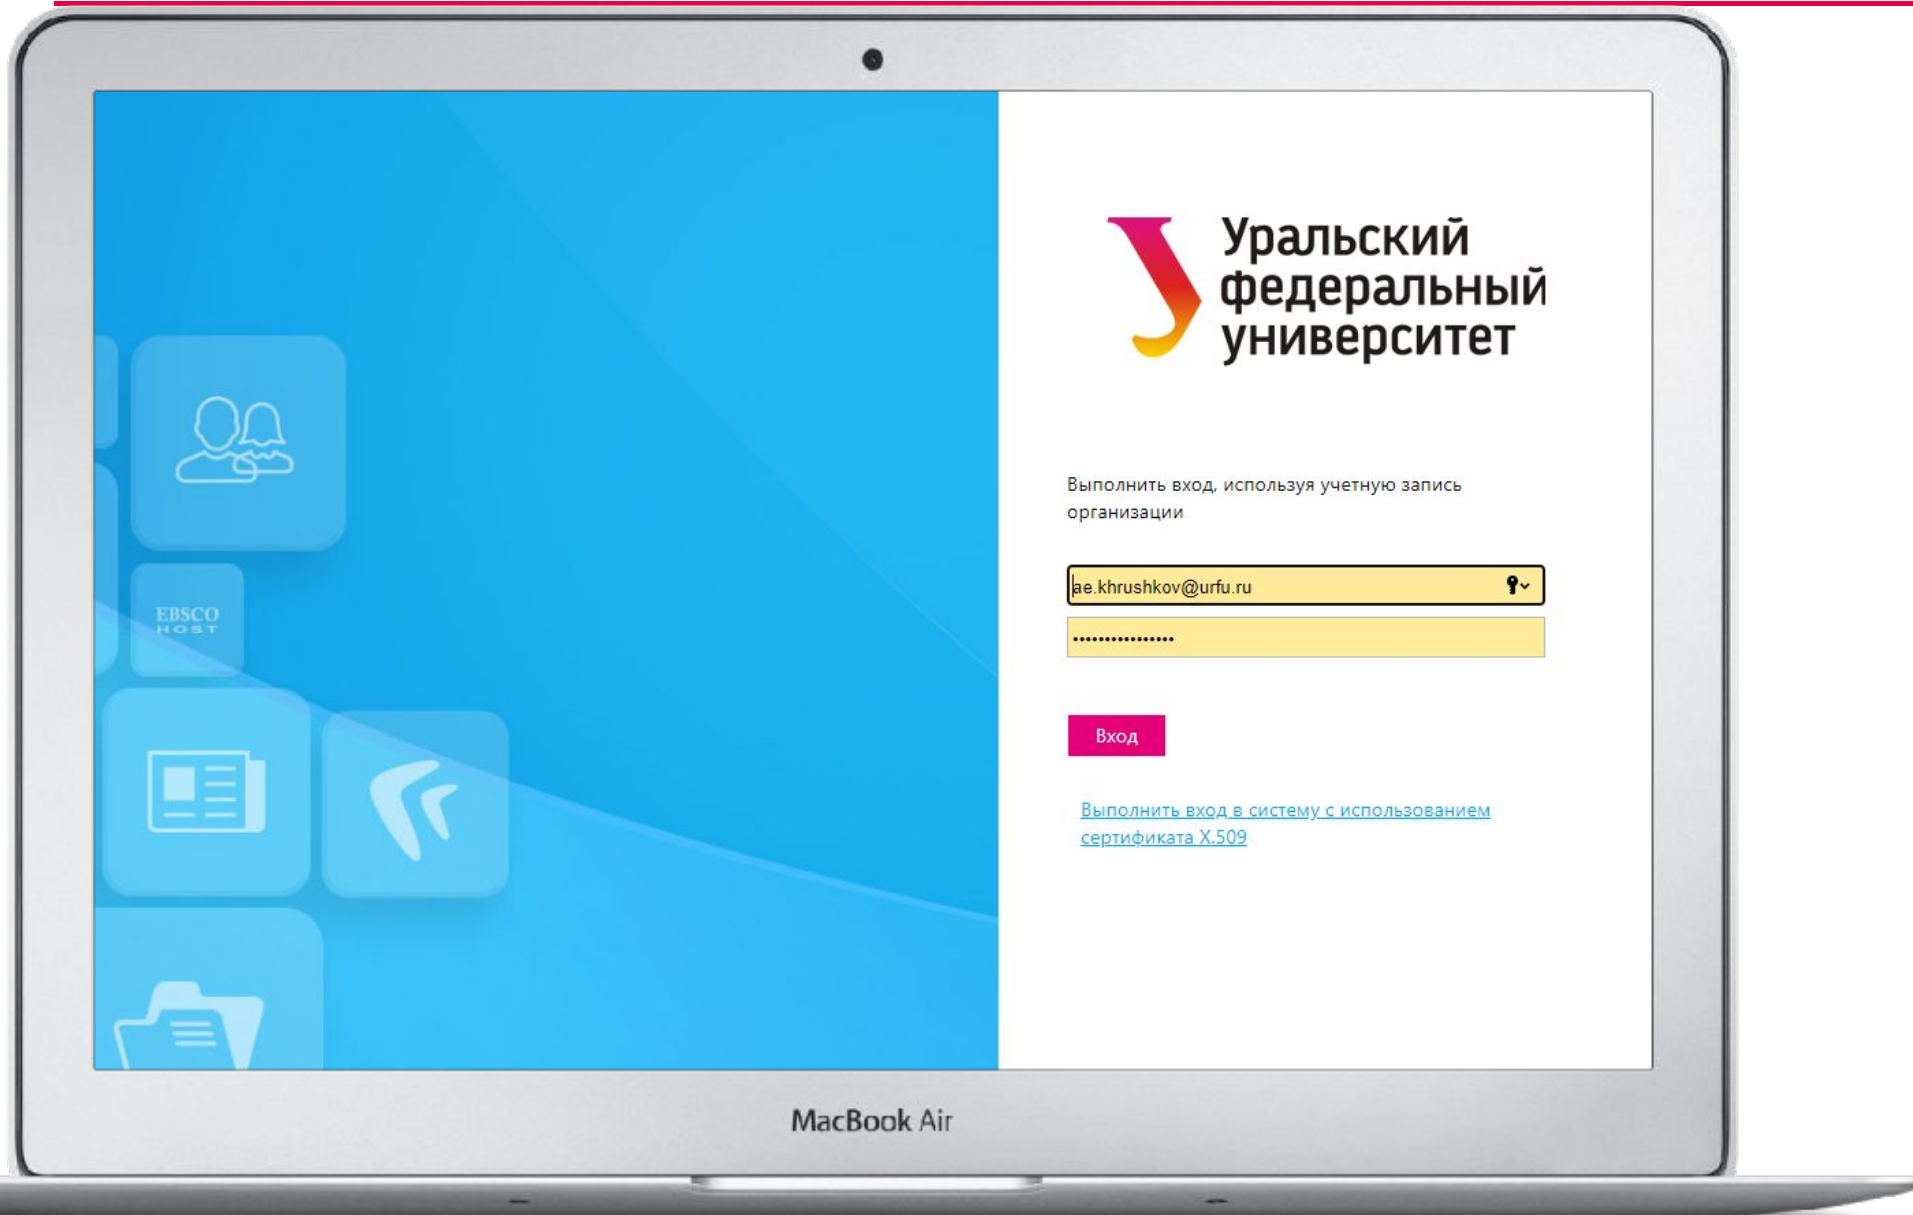 Уральский
федеральный
университет
Выполнить вход, используя учетную запись
организации
ae.khrushkov@urfu.ru
••••••••••••••••
Вход
Выполнить вход в систему с использованием
сертификата X.509
EBSCO
HOST
MacBook Air